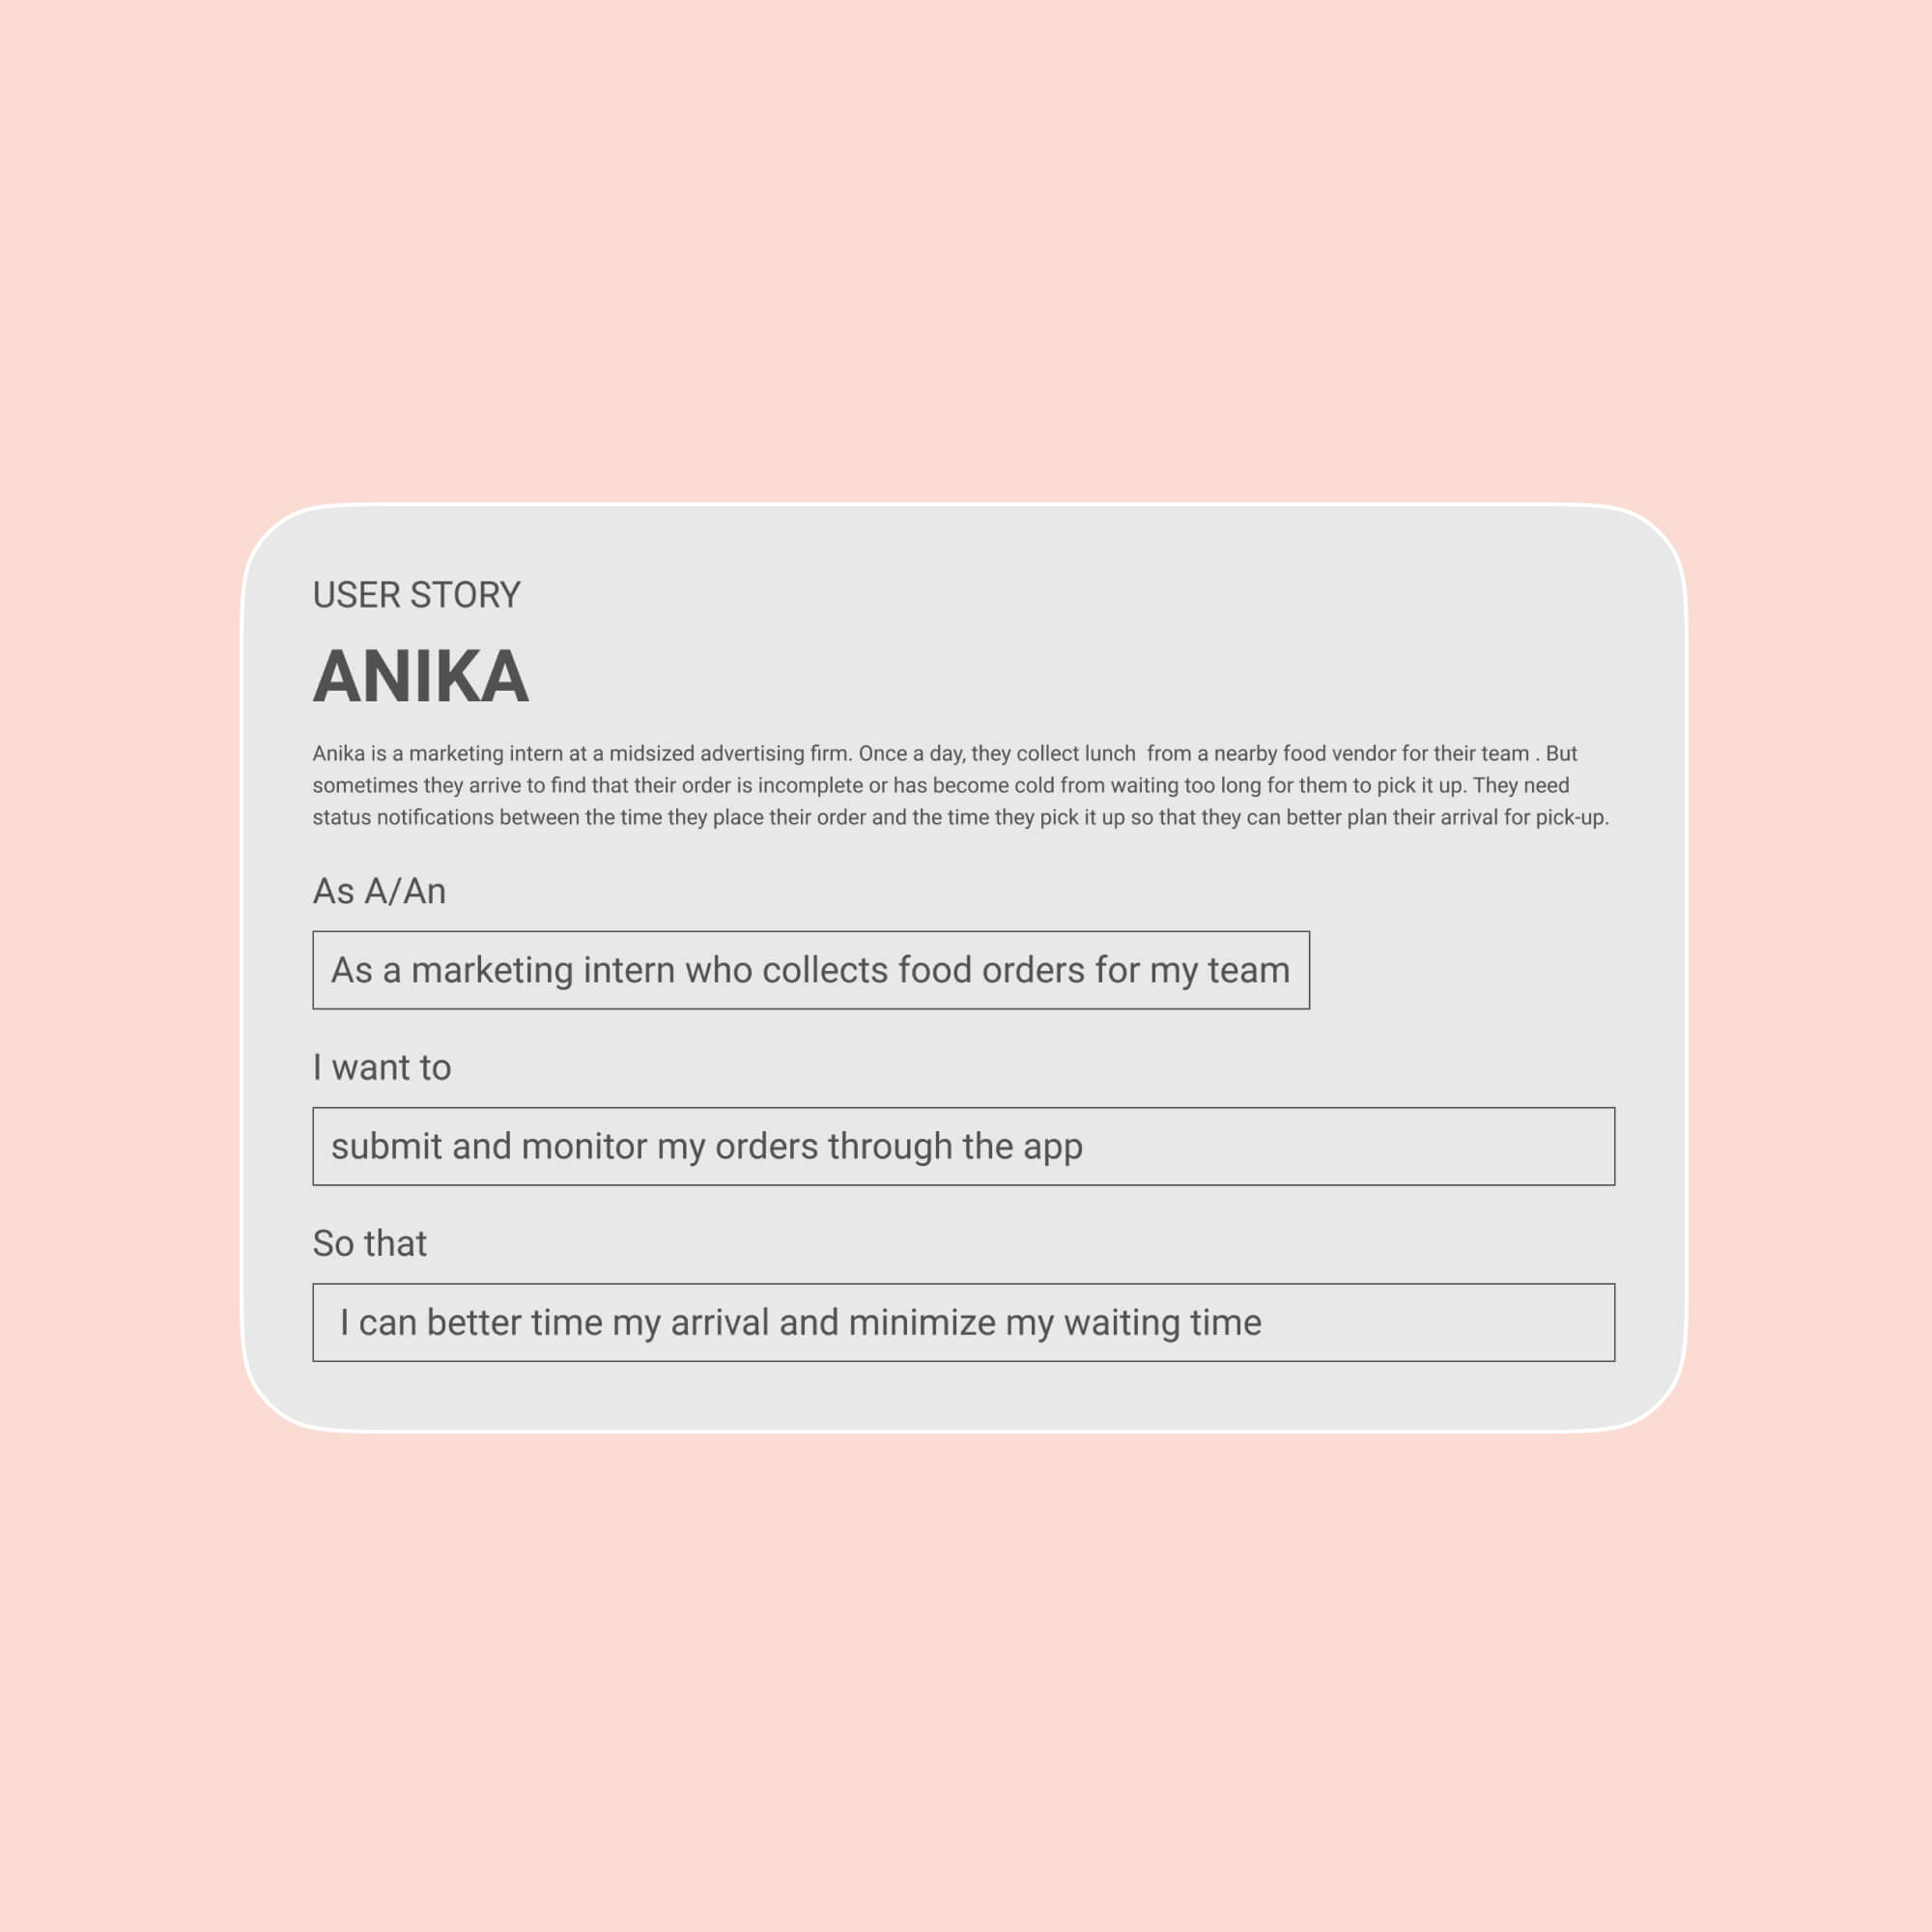 USER STORY
ANIKA
Anika is a marketing intern at a midsized advertising firm. Once a day, they collect lunch  from a nearby food vendor for their team . But
sometimes they arrive to find that their order is incomplete or has become cold from waiting too long for them to pick it up. They need
status notifications between the time they place their order and the time they pick it up so that they can better plan their arrival for pick-up.
As A/An
As a marketing intern who collects food orders for my team
I want to
submit and monitor my orders through the app
So that
I can better time my arrival and minimize my waiting time